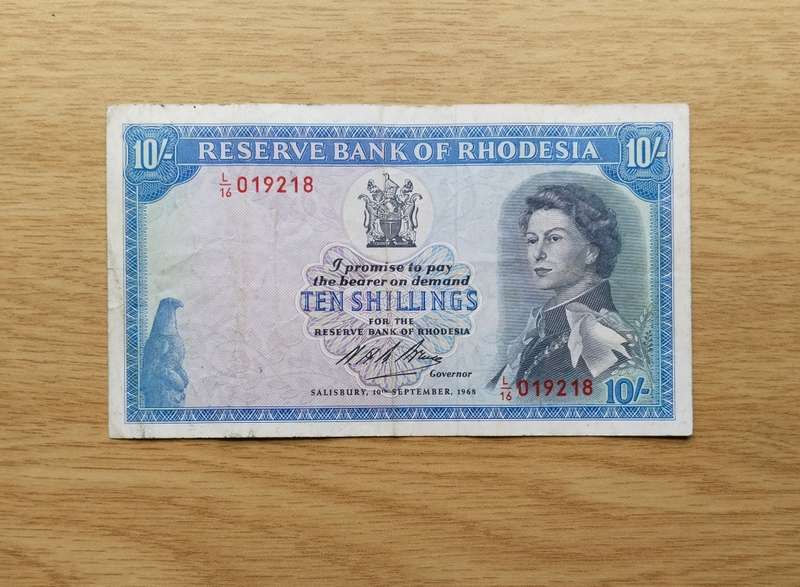 10/- RESERVE BANK OF RHODESIA 10/-
L/16 019218
I promise to pay
the bearer on demand
TEN SHILLINGS
FOR THE
RESERVE BANK OF RHODESIA
Governor
SALISBURY, 10TH SEPTEMBER, 1968
L/16 019218 10/-